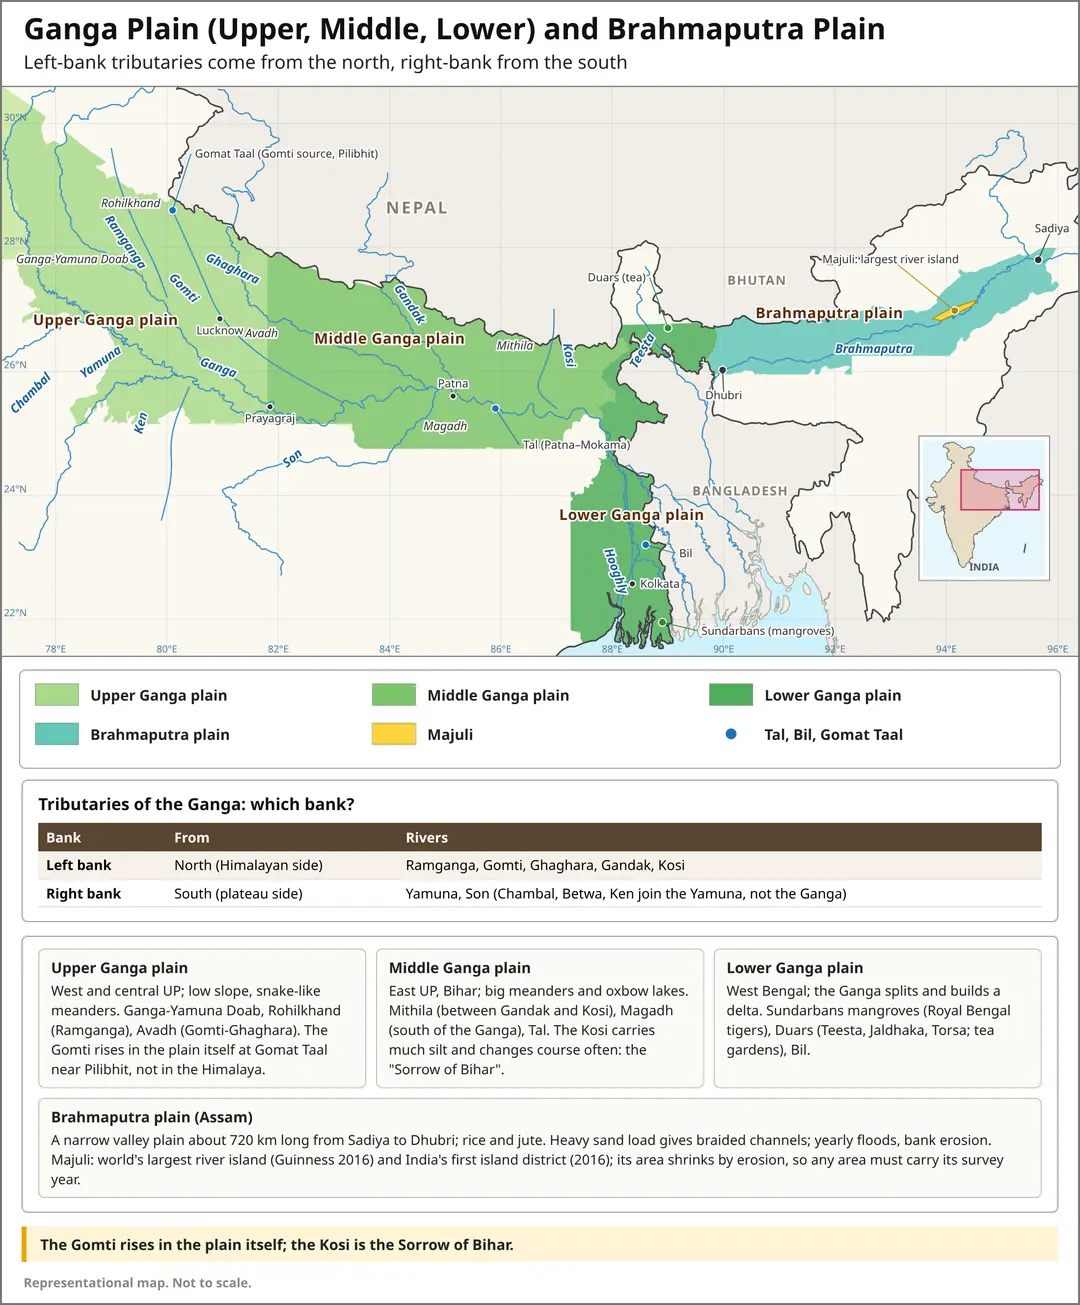 Ganga Plain (Upper, Middle, Lower) and Brahmaputra Plain
Left-bank tributaries come from the north, right-bank from the south
30°N
Gomat Taal (Gomti source, Pilibhit)
Rohilkhand
NEPAL
Sadiya
28°N
Ramganga
Ganga-Yamuna Doab
Ghaghara
Majuli: largest river island
Duars (tea)
BHUTAN
Gomti
Gandak
Upper Ganga plain
Lucknow
Avadh
Middle Ganga plain
Mithila
Brahmaputra plain
Kosi
Teesta
Brahmaputra
26°N
Yamuna
Ganga
Chambal
Patna
Dhubri
Ken
Prayagraj
Magadh
Tal (Patna–Mokama)
Son
24°N
BANGLADESH
Lower Ganga plain
Hooghly
Bil
Kolkata
INDIA
22°N
Sundarbans (mangroves)
78°E
80°E
82°E
84°E
86°E
88°E
90°E
92°E
94°E
96°E
Upper Ganga plain
Middle Ganga plain
Lower Ganga plain
Brahmaputra plain
Majuli
Tal, Bil, Gomat Taal
Tributaries of the Ganga: which bank?
Bank From Rivers
Left bank North (Himalayan side) Ramganga, Gomti, Ghaghara, Gandak, Kosi
Right bank South (plateau side) Yamuna, Son (Chambal, Betwa, Ken join the Yamuna, not the Ganga)
Upper Ganga plain
West and central UP; low slope, snake-like
meanders. Ganga-Yamuna Doab, Rohilkhand
(Ramganga), Avadh (Gomti-Ghaghara). The
Gomti rises in the plain itself at Gomat Taal
near Pilibhit, not in the Himalaya.
Middle Ganga plain
East UP, Bihar; big meanders and oxbow lakes.
Mithila (between Gandak and Kosi), Magadh
(south of the Ganga), Tal. The Kosi carries
much silt and changes course often: the
"Sorrow of Bihar".
Lower Ganga plain
West Bengal; the Ganga splits and builds a
delta. Sundarbans mangroves (Royal Bengal
tigers), Duars (Teesta, Jaldhaka, Torsa; tea
gardens), Bil.
Brahmaputra plain (Assam)
A narrow valley plain about 720 km long from Sadiya to Dhubri; rice and jute. Heavy sand load gives braided channels; yearly floods, bank erosion.
Majuli: world's largest river island (Guinness 2016) and India's first island district (2016); its area shrinks by erosion, so any area must carry its survey
year.
The Gomti rises in the plain itself; the Kosi is the Sorrow of Bihar.
Representational map. Not to scale.